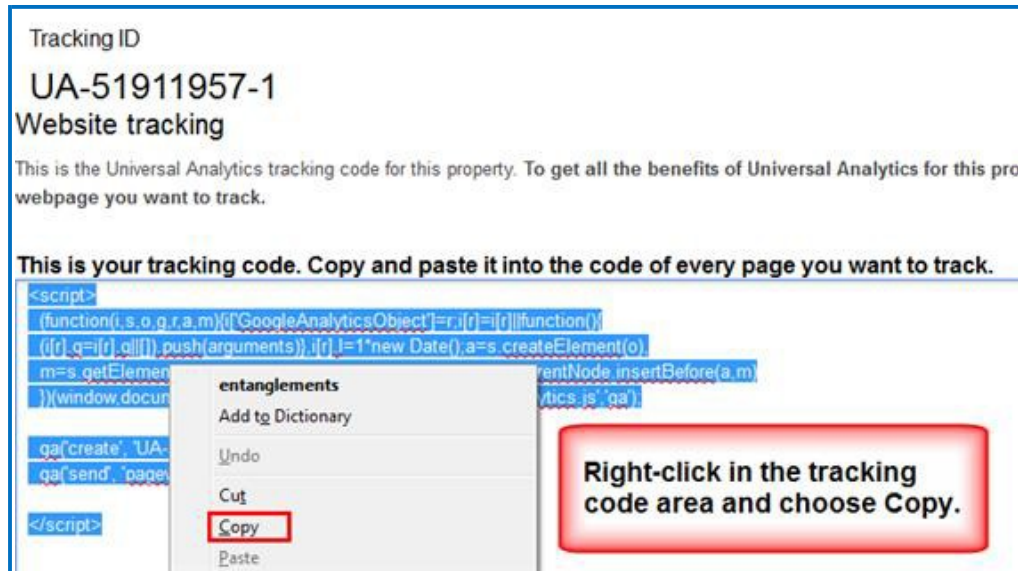 Tracking ID
UA-51911957-1
Website tracking
This is the Universal Analytics tracking code for this property. To get all the benefits of Universal Analytics for this pro
webpage you want to track.
This is your tracking code. Copy and paste it into the code of every page you want to track.
<script>
(function(i,s,o,g,r,a,m){i['GoogleAnalyticsObject']=r;i[r]=i[r]||function(){
(i[r].q=i[r].q||[]).push(arguments)},i[r].l=1*new Date();a=s.createElement(o),
m=s.getElemen rentNode.insertBefore(a,m)
})(window,docun ytics.js','ga');
ga('create', 'UA-
ga('send', 'pagev
</script>
entanglements
Add to Dictionary
Undo
Cut
Copy
Paste
Right-click in the tracking
code area and choose Copy.